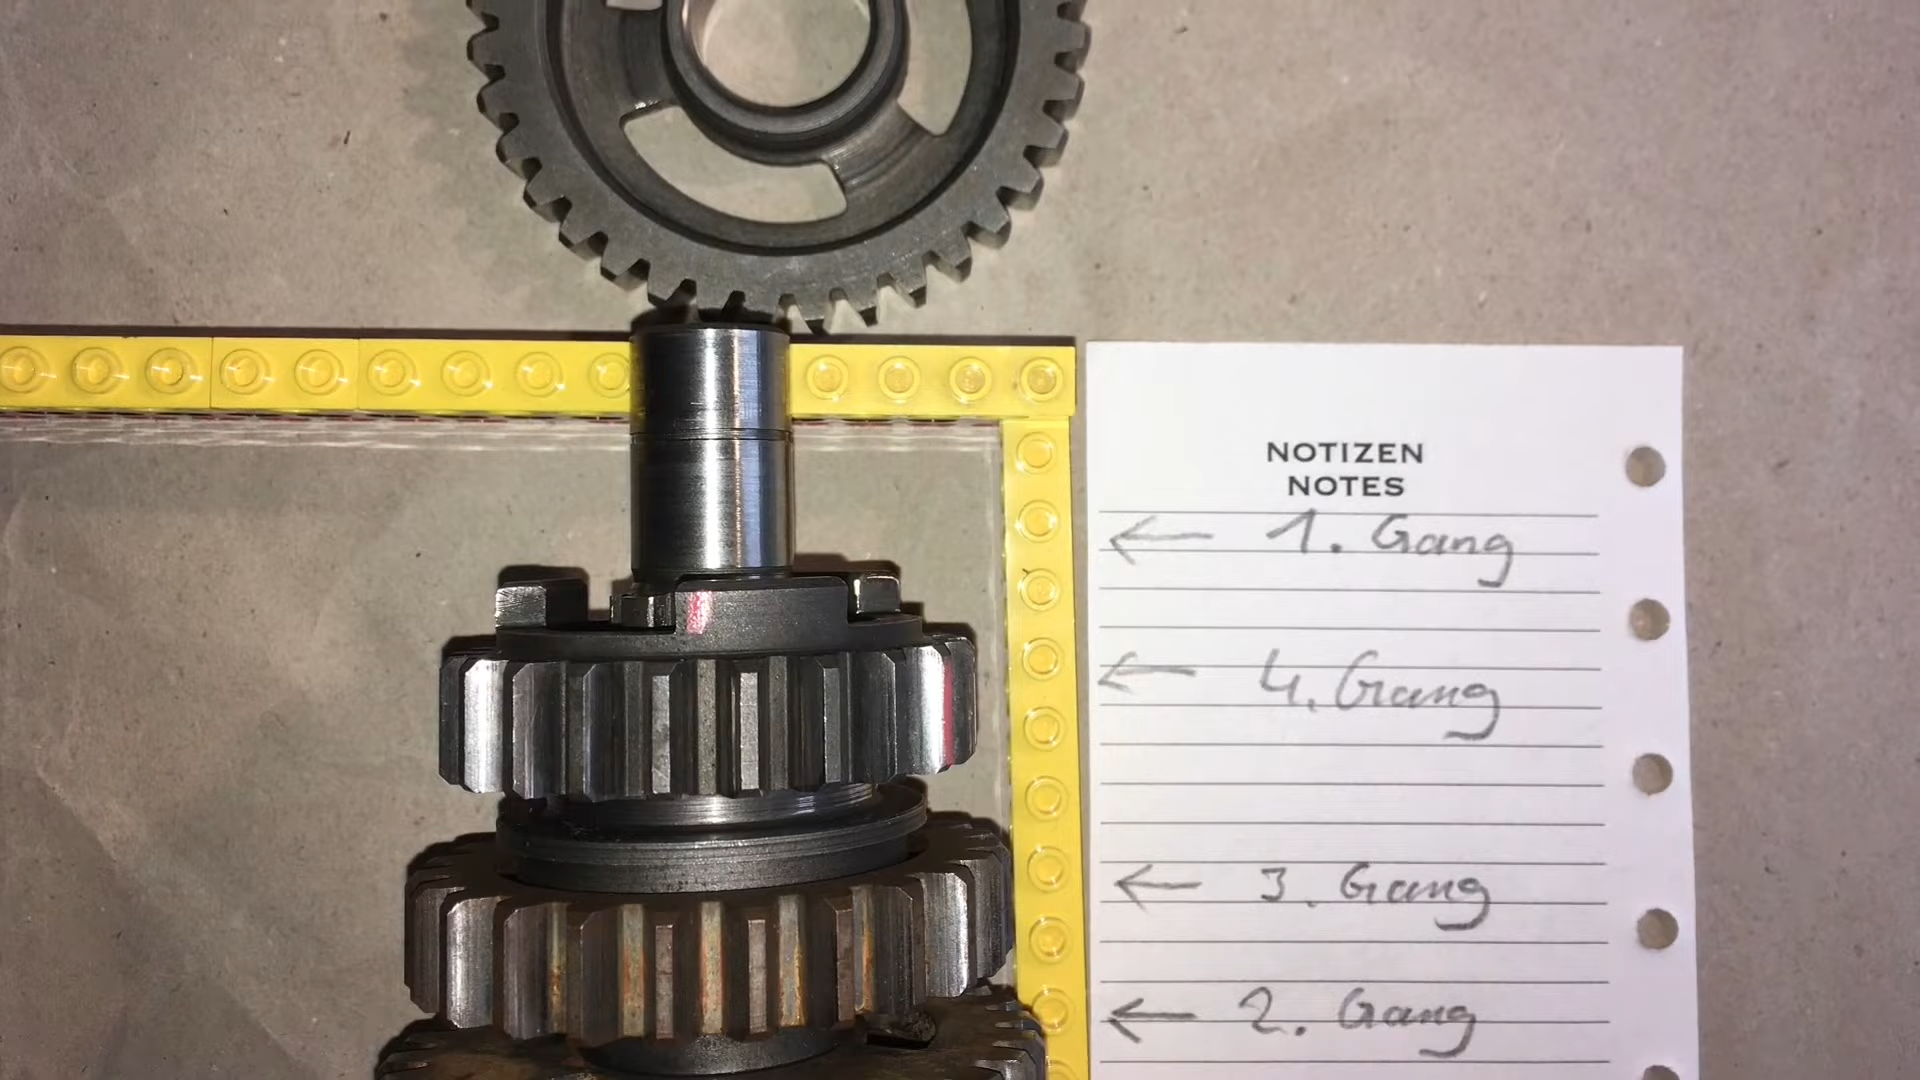 NOTIZEN
NOTES
← 1. Gang
← 4. Gang
← 3. Gang
← 2. Gang